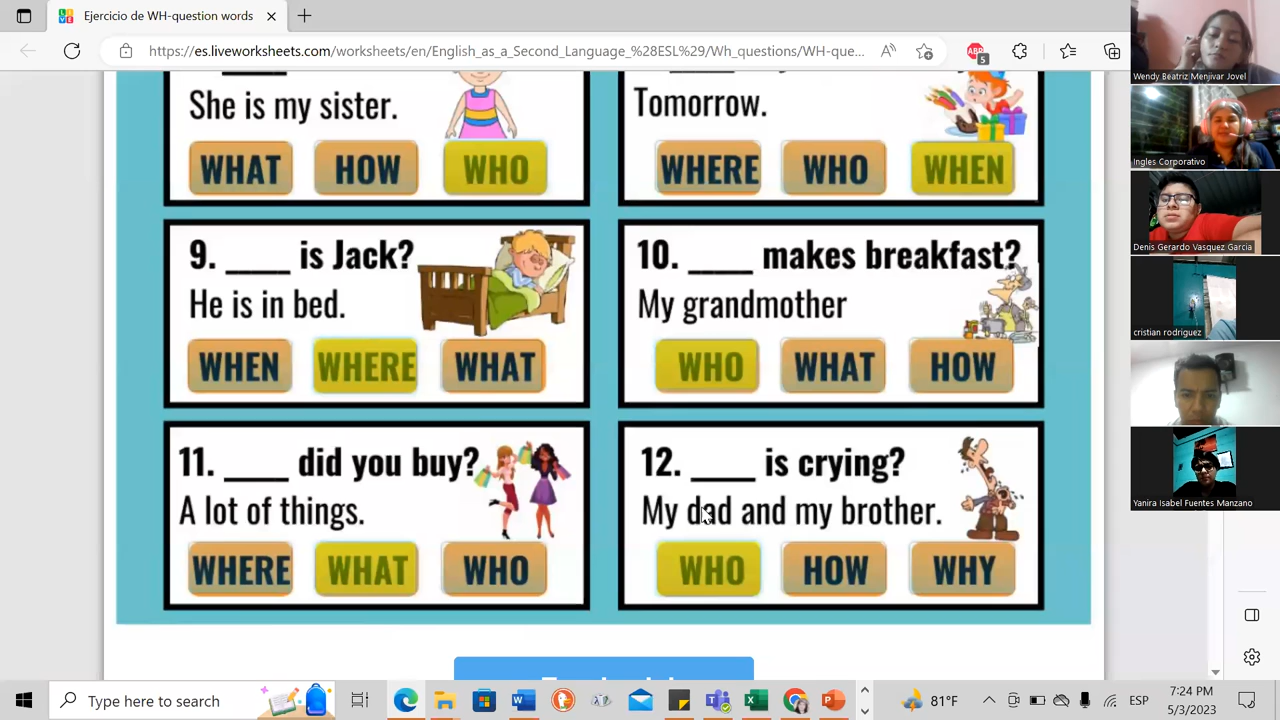 Ejercicio de WH-question words
https://es.liveworksheets.com/worksheets/en/English_as_a_Second_Language_%28ESL%29/Wh_questions/WH-que...
5
She is my sister.
WHAT HOW WHO
Tomorrow.
WHERE WHO WHEN
9. ____ is Jack?
He is in bed.
WHEN WHERE WHAT
10. ____ makes breakfast?
My grandmother
WHO WHAT HOW
11. ____ did you buy?
A lot of things.
WHERE WHAT WHO
12. ____ is crying?
My dad and my brother.
WHO HOW WHY
Wendy Beatriz Menjivar Jovel
Ingles Corporativo
Denis Gerardo Vasquez Garcia
cristian rodriguez
Yanira Isabel Fuentes Manzano
Type here to search
81°F
ESP
7:24 PM
5/3/2023